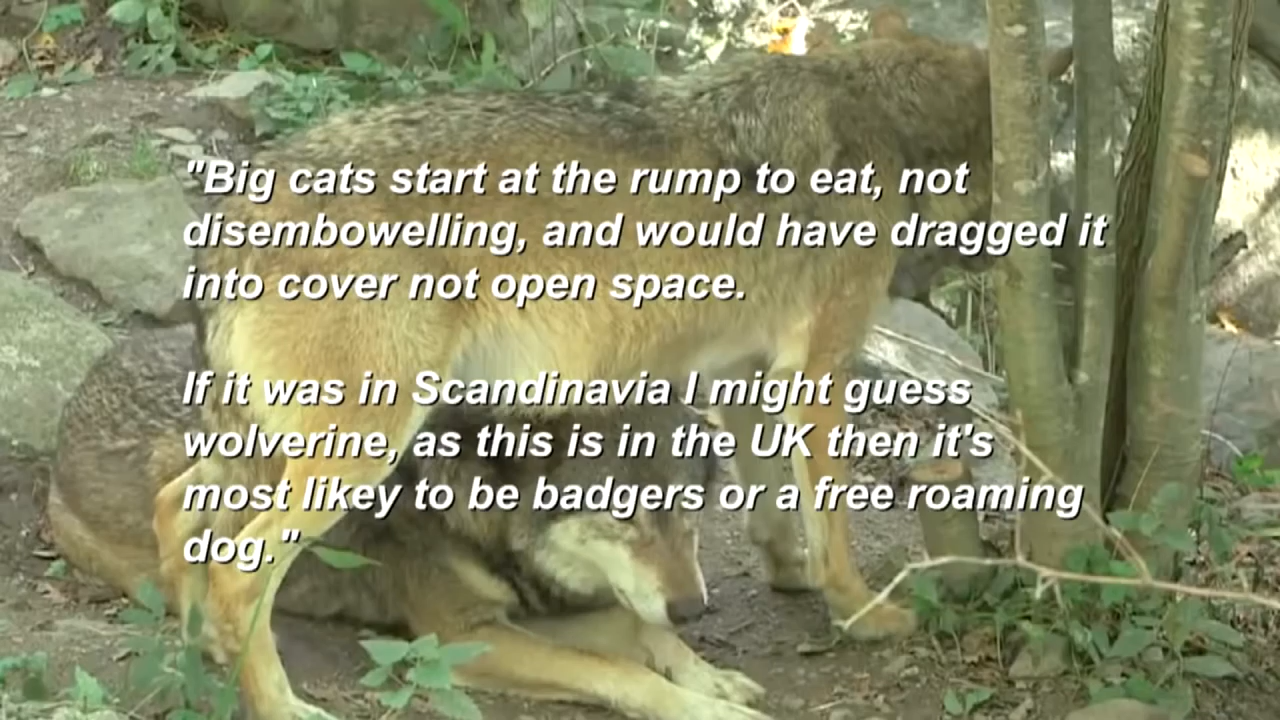 "Big cats start at the rump to eat, not
disembowelling, and would have dragged it
into cover not open space.
If it was in Scandinavia I might guess
wolverine, as this is in the UK then it's
most likey to be badgers or a free roaming
dog."